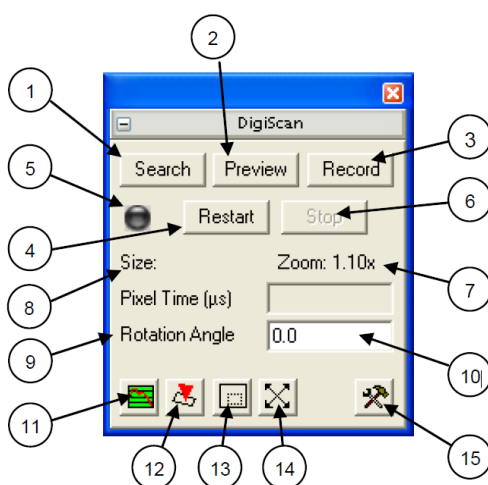 2
1
DigiScan
3
Search Preview Record
5
6
Restart Stop
4
Size: Zoom: 1.10x
7
8
Pixel Time (µs)
Rotation Angle 0.0
9
10
11
12 13 14
15